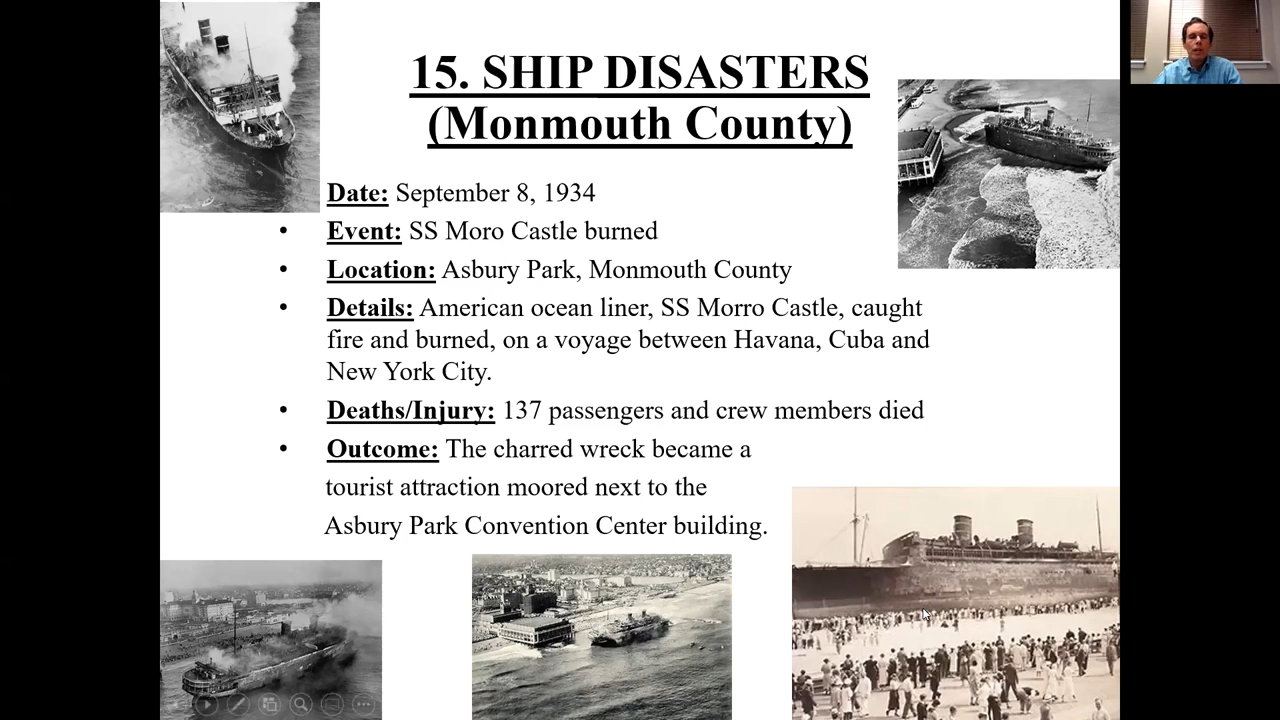 15. SHIP DISASTERS
(Monmouth County)
Date: September 8, 1934
• Event: SS Moro Castle burned
• Location: Asbury Park, Monmouth County
• Details: American ocean liner, SS Morro Castle, caught
fire and burned, on a voyage between Havana, Cuba and
New York City.
• Deaths/Injury: 137 passengers and crew members died
• Outcome: The charred wreck became a
tourist attraction moored next to the
Asbury Park Convention Center building.